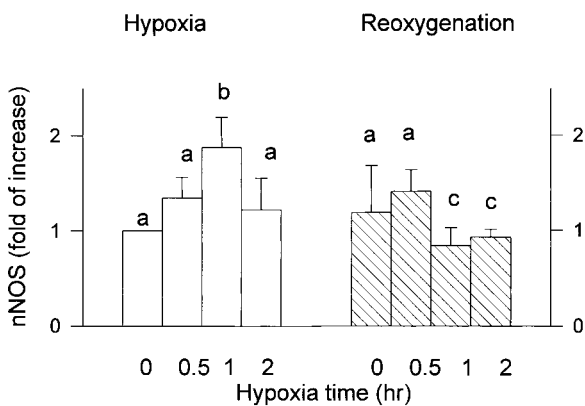 Hypoxia Reoxygenation
nNOS (fold of increase)
b
2 a a a a 2
a c c
1 1
0 0
0 0.5 1 2 0 0.5 1 2
Hypoxia time (hr)